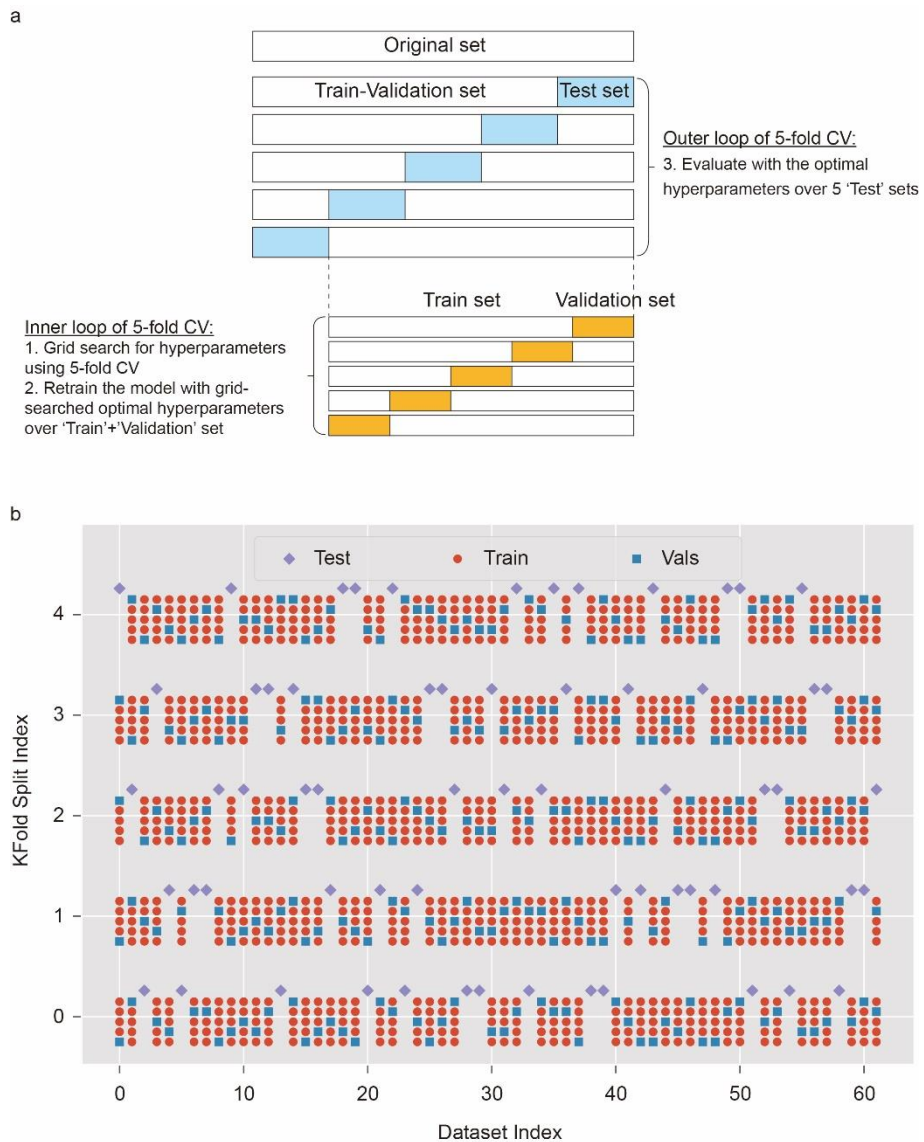 a
Original set
Train-Validation set
Test set
Outer loop of 5-fold CV:
3. Evaluate with the optimal
hyperparameters over 5 ‘Test’ sets
Train set
Validation set
Inner loop of 5-fold CV:
1. Grid search for hyperparameters
using 5-fold CV
2. Retrain the model with grid-
searched optimal hyperparameters
over ‘Train’+‘Validation’ set
b
Test
Train
Vals
4
3
2
1
0
KFold Split Index
0
10
20
30
40
50
60
Dataset Index